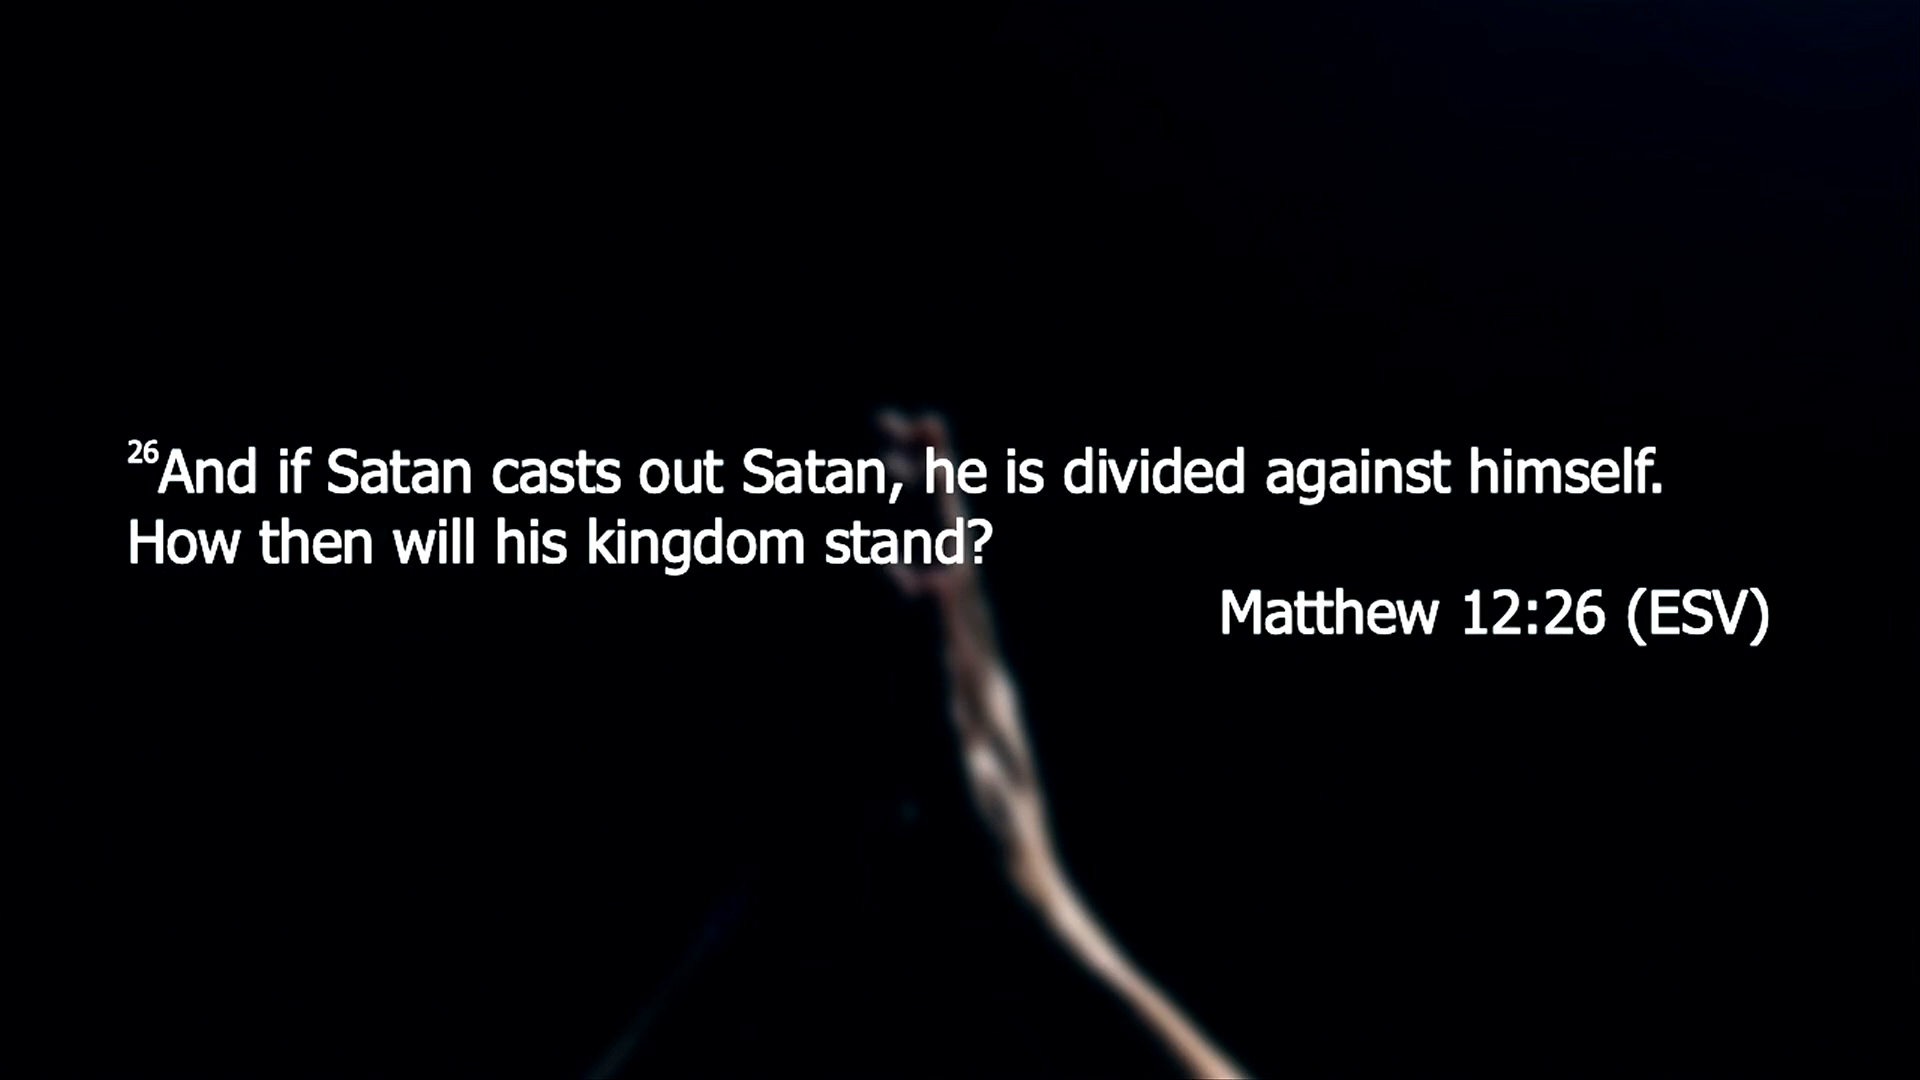 26And if Satan casts out Satan, he is divided against himself.
How then will his kingdom stand?
Matthew 12:26 (ESV)